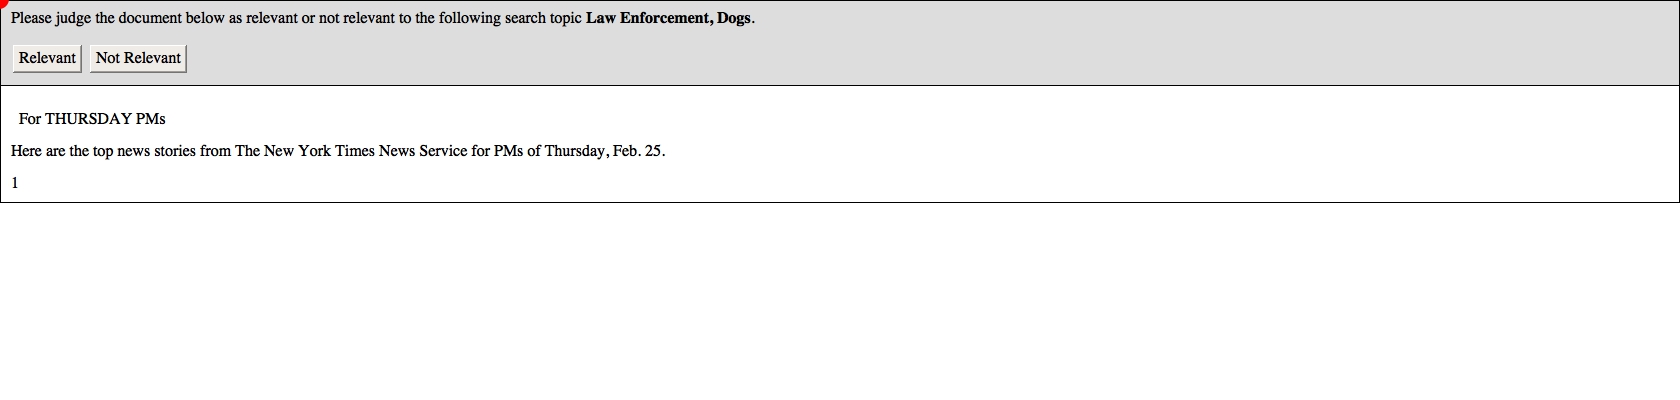 Please judge the document below as relevant or not relevant to the following search topic Law Enforcement, Dogs.
Relevant Not Relevant
For THURSDAY PMs
Here are the top news stories from The New York Times News Service for PMs of Thursday, Feb. 25.
1